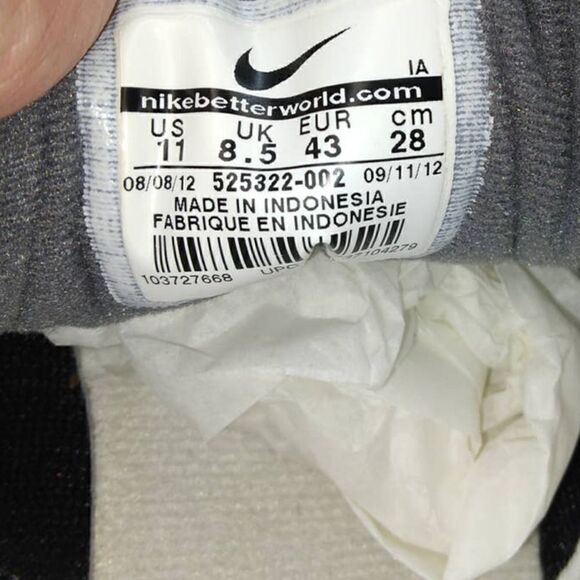 IA
nikebetterworld.com
US UK EUR cm
11 8.5 43 28
08/08/12 525322-002 09/11/12
MADE IN INDONESIA
FABRIQUE EN INDONESIE
103727668 UPC